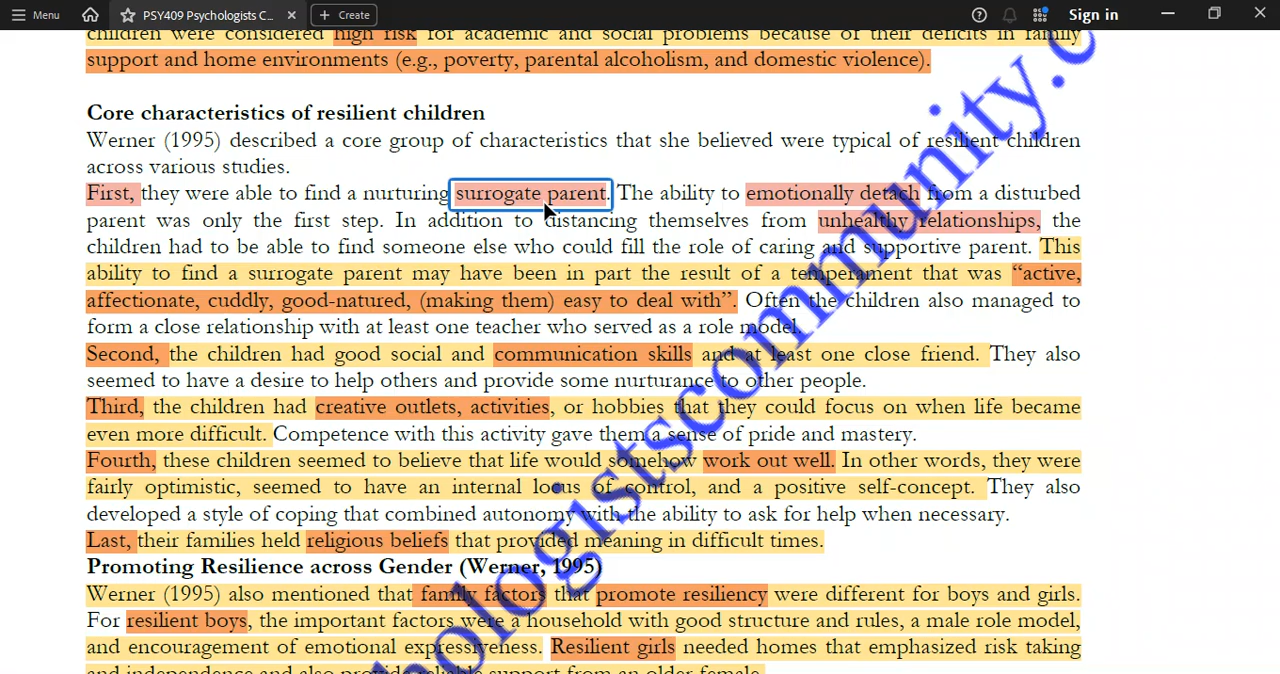 Menu
PSY409 Psychologists C...
Create
Sign in
children were considered high risk for academic and social problems because of their deficits in family
support and home environments (e.g., poverty, parental alcoholism, and domestic violence).
Core characteristics of resilient children
Werner (1995) described a core group of characteristics that she believed were typical of resilient children
across various studies.
First, they were able to find a nurturing surrogate parent. The ability to emotionally detach from a disturbed
parent was only the first step. In addition to distancing themselves from unhealthy relationships, the
children had to be able to find someone else who could fill the role of caring and supportive parent. This
ability to find a surrogate parent may have been in part the result of a temperament that was “active,
affectionate, cuddly, good-natured, (making them) easy to deal with”. Often the children also managed to
form a close relationship with at least one teacher who served as a role model.
Second, the children had good social and communication skills and at least one close friend. They also
seemed to have a desire to help others and provide some nurturance to other people.
Third, the children had creative outlets, activities, or hobbies that they could focus on when life became
even more difficult. Competence with this activity gave them a sense of pride and mastery.
Fourth, these children seemed to believe that life would somehow work out well. In other words, they were
fairly optimistic, seemed to have an internal locus of control, and a positive self-concept. They also
developed a style of coping that combined autonomy with the ability to ask for help when necessary.
Last, their families held religious beliefs that provided meaning in difficult times.
Promoting Resilience across Gender (Werner, 1995)
Werner (1995) also mentioned that family factors that promote resiliency were different for boys and girls.
For resilient boys, the important factors were a household with good structure and rules, a male role model,
and encouragement of emotional expressiveness. Resilient girls needed homes that emphasized risk taking
and independence and also provide reliable support from an older female.
hologistscommunity.c